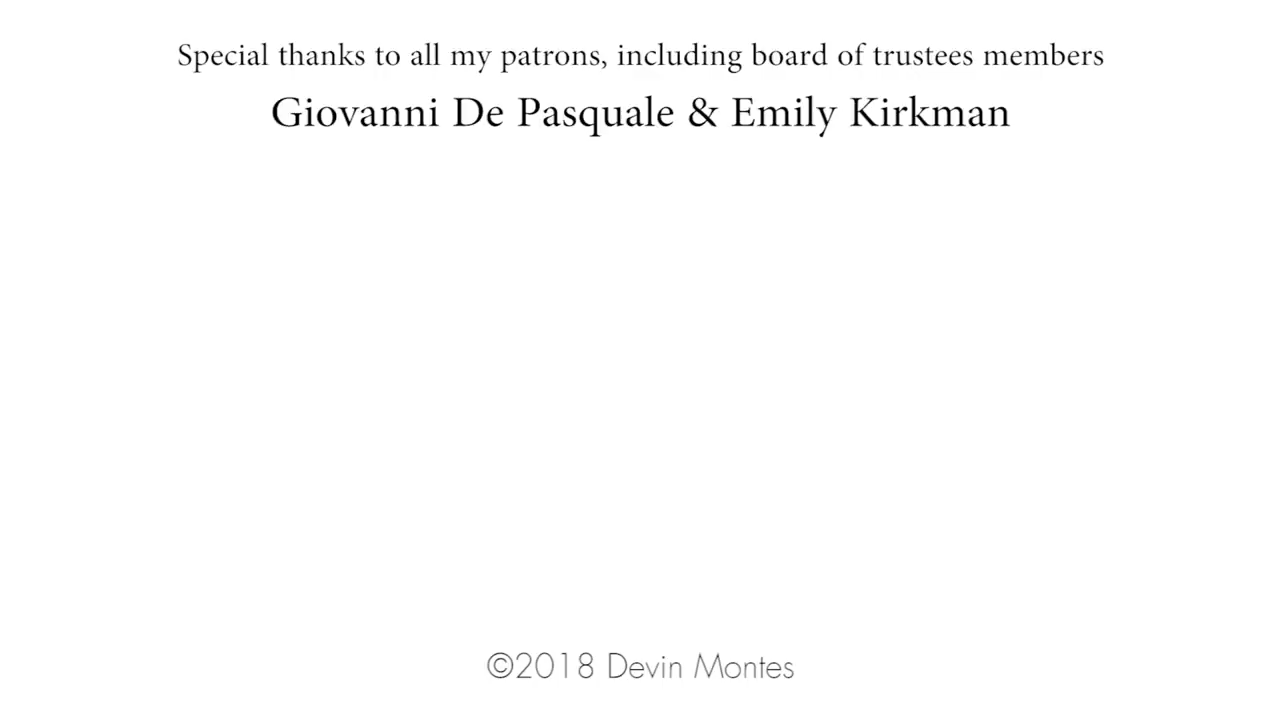 Special thanks to all my patrons, including board of trustees members
Giovanni De Pasquale & Emily Kirkman
©2018 Devin Montes